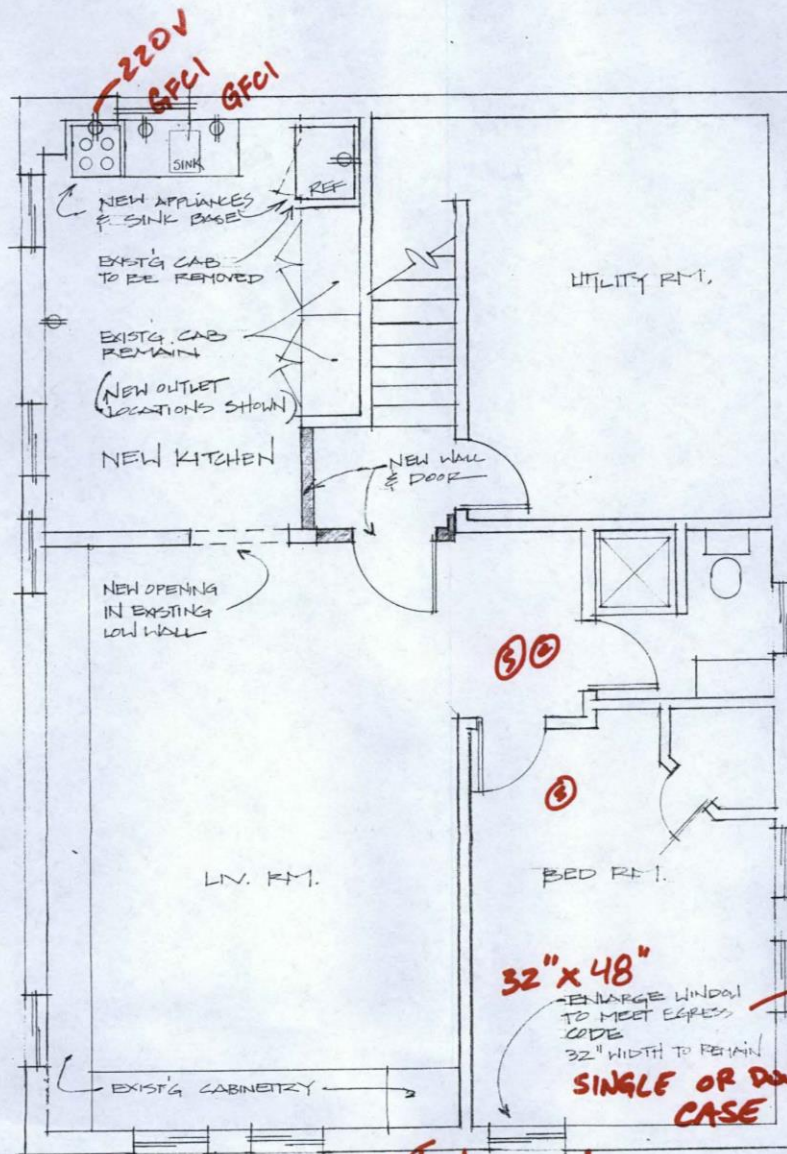 220V
GFCI
GFCI
SINK
REF
NEW APPLIANCES
& SINK BASE
EXIST'G CAB
TO BE REMOVED
EXIST'G. CAB
REMAIN
(NEW OUTLET
LOCATIONS SHOWN)
NEW KITCHEN
UTILITY RM.
NEW WALL
& DOOR
NEW OPENING
IN EXISTING
LOW WALL
S
S
LIV. RM.
BED RM.
32" X 48"
ENLARGE WINDOW
TO MEET EGRESS
CODE
32" WIDTH TO REMAIN
SINGLE OR
CASE
EXIST'G CABINETRY